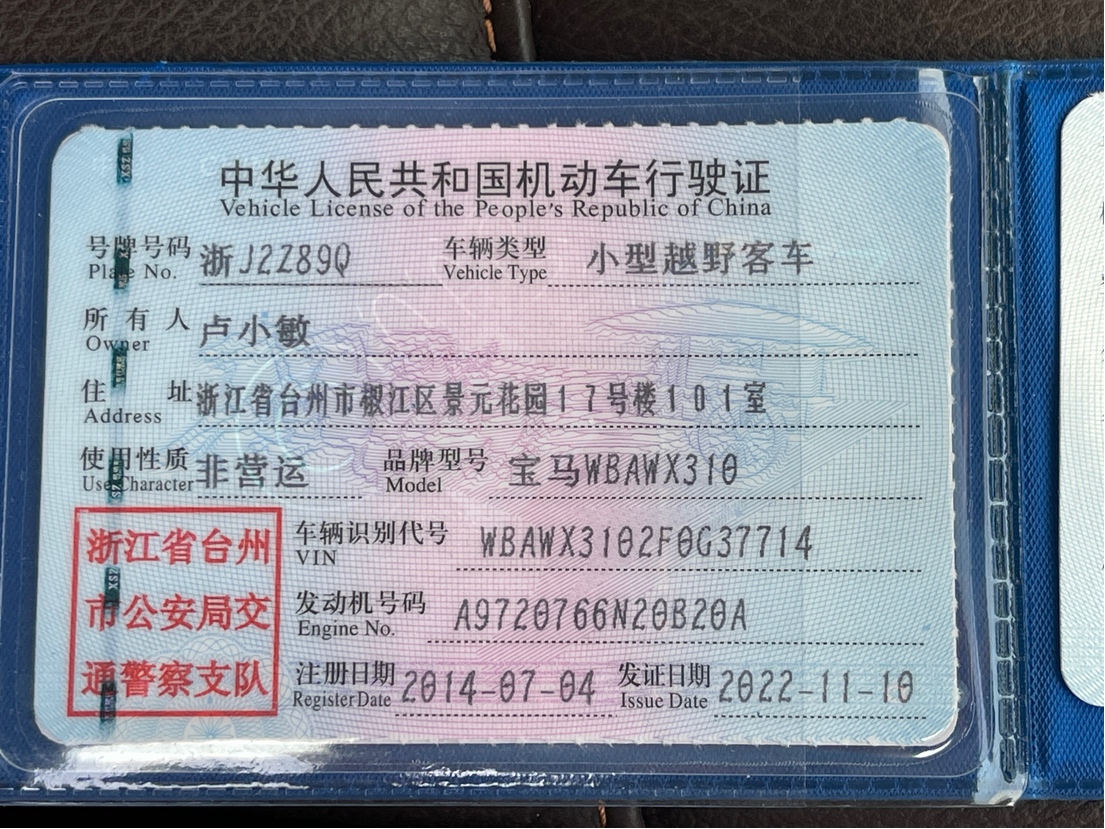 中华人民共和国机动车行驶证
Vehicle License of the People's Republic of China
号牌号码 浙J2Z89Q 车辆类型 小型越野客车
Plate No. Vehicle Type
所有人 卢小敏
Owner
住址 浙江省台州市椒江区景元花园17号楼101室
Address
使用性质 非营运 品牌型号 宝马WBAWX310
Use Character Model
浙江省台州
市公安局交
通警察支队
车辆识别代号 WBAWX3102F0G37714
VIN
发动机号码 A9720766N20B20A
Engine No.
注册日期 2014-07-04 发证日期 2022-11-10
Register Date Issue Date